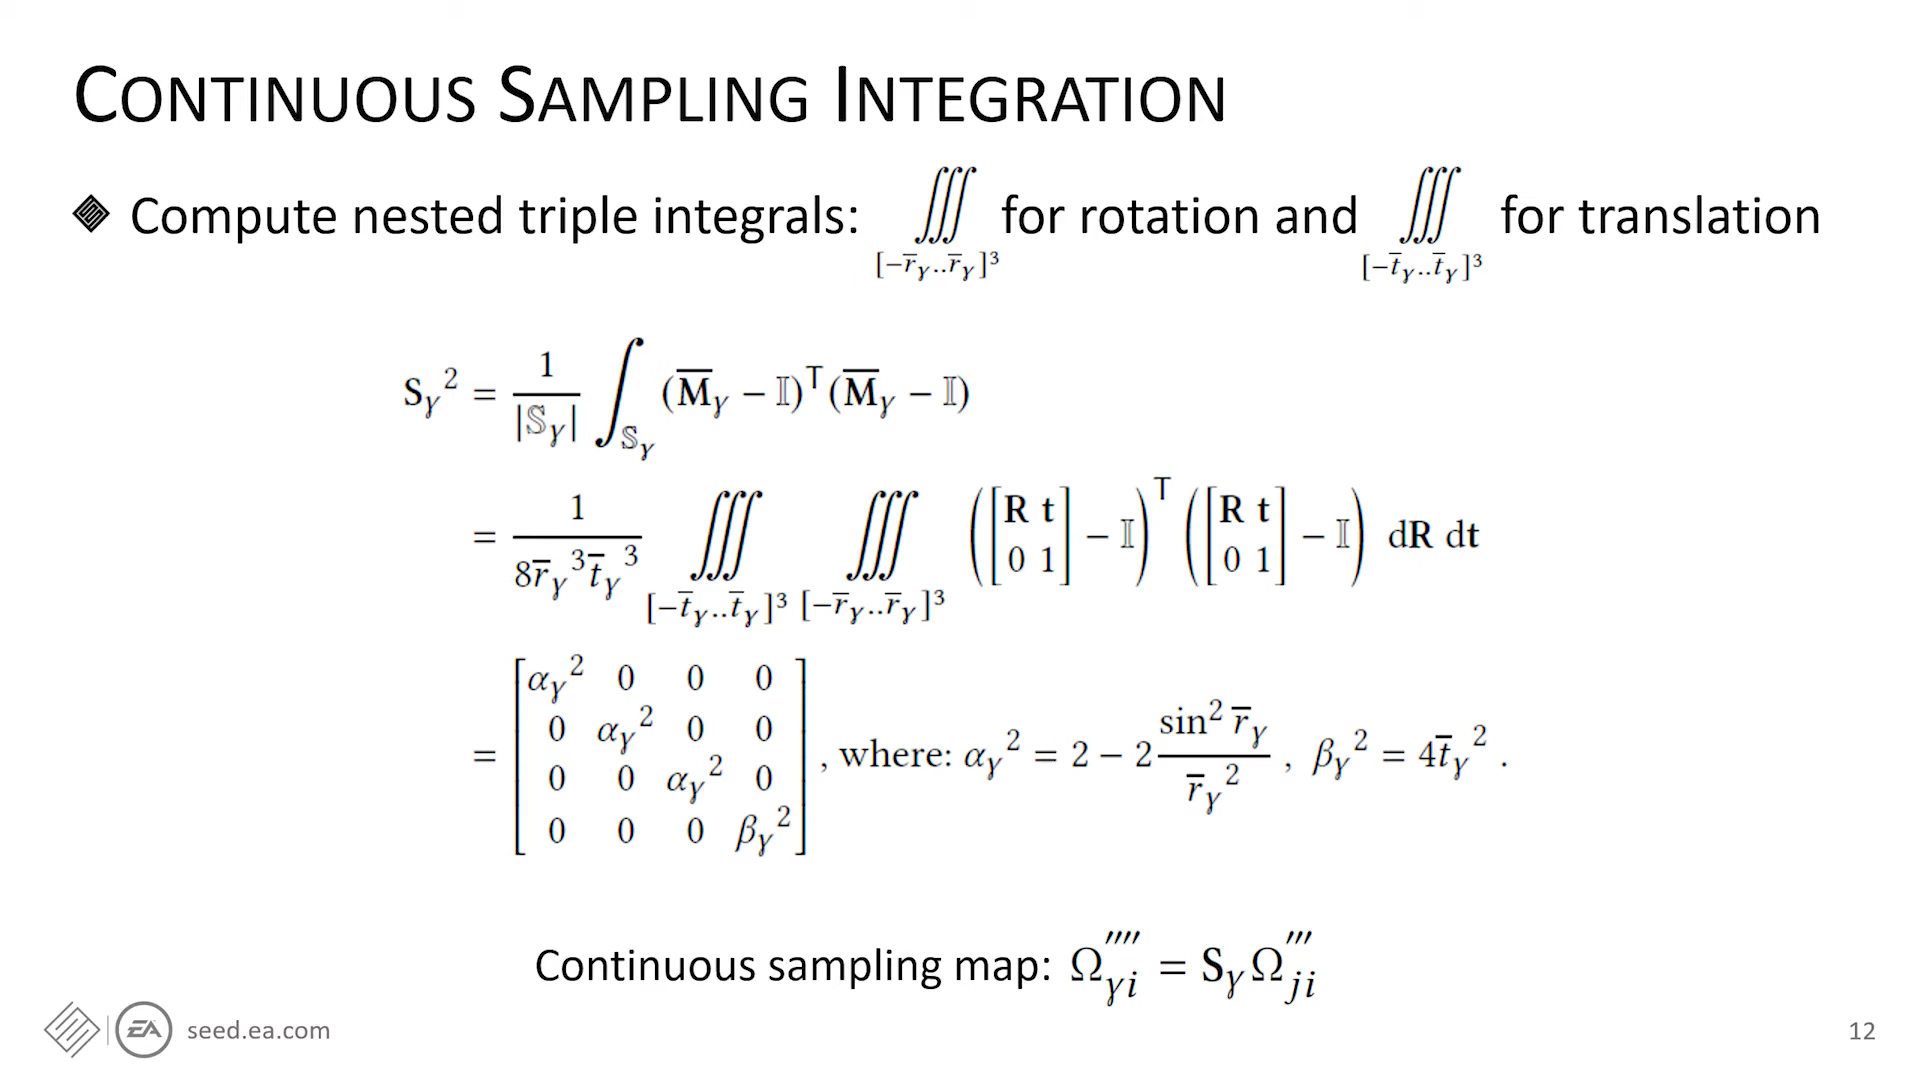 CONTINUOUS SAMPLING INTEGRATION
Compute nested triple integrals: ∭_{[−r̅_γ..r̅_γ]³} for rotation and ∭_{[−t̅_γ..t̅_γ]³} for translation
S_γ² = 1/|𝕊_γ| ∫_{𝕊_γ} (M̅_γ − 𝕀)ᵀ(M̅_γ − 𝕀)
= 1/(8r̅_γ³t̅_γ³) ∭_{[−t̅_γ..t̅_γ]³} ∭_{[−r̅_γ..r̅_γ]³} ([R t; 0 1] − 𝕀)ᵀ ([R t; 0 1] − 𝕀) dR dt
= [α_γ² 0 0 0; 0 α_γ² 0 0; 0 0 α_γ² 0; 0 0 0 β_γ²], where: α_γ² = 2 − 2 sin² r̅_γ / r̅_γ², β_γ² = 4t̅_γ².
Continuous sampling map: Ω''''_{γi} = S_γ Ω'''_{ji}
EA seed.ea.com
12